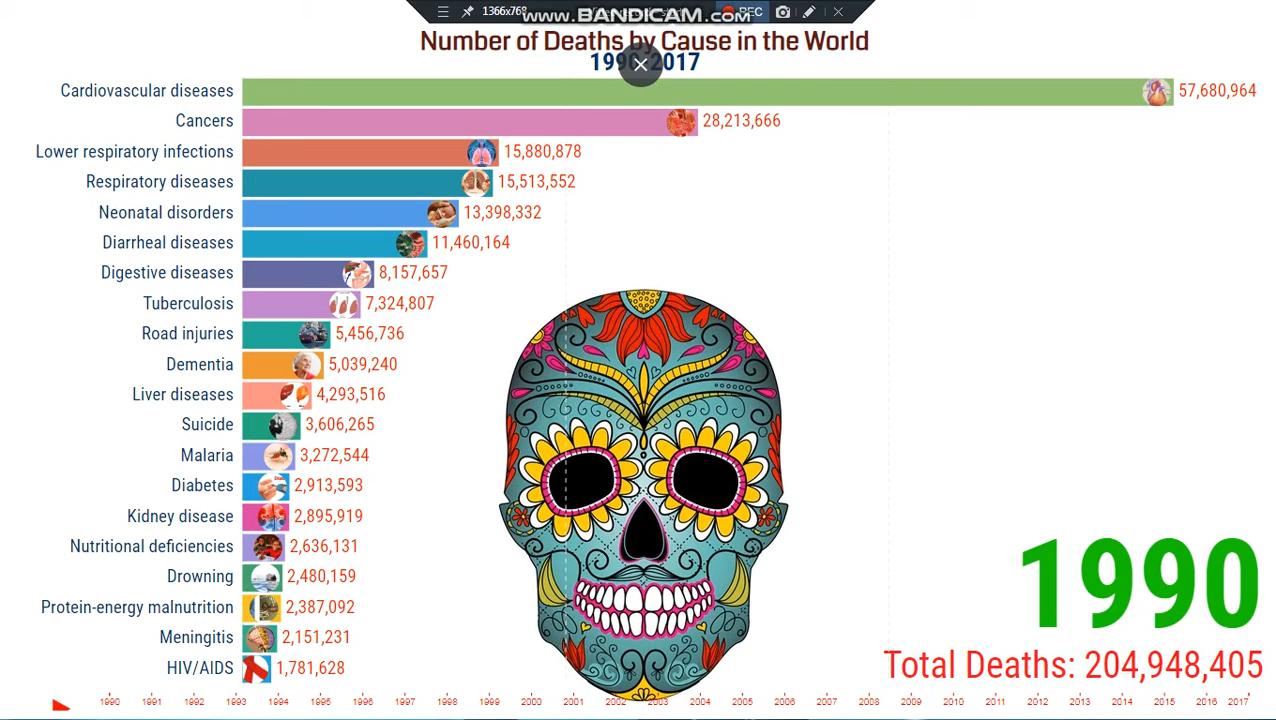 1366x768
www.BANDICAM.com
REC
Number of Deaths by Cause in the World
1990-2017
Cardiovascular diseases 57,680,964
Cancers 28,213,666
Lower respiratory infections 15,880,878
Respiratory diseases 15,513,552
Neonatal disorders 13,398,332
Diarrheal diseases 11,460,164
Digestive diseases 8,157,657
Tuberculosis 7,324,807
Road injuries 5,456,736
Dementia 5,039,240
Liver diseases 4,293,516
Suicide 3,606,265
Malaria 3,272,544
Diabetes 2,913,593
Kidney disease 2,895,919
Nutritional deficiencies 2,636,131
Drowning 2,480,159
Protein-energy malnutrition 2,387,092
Meningitis 2,151,231
HIV/AIDS 1,781,628
1990
Total Deaths: 204,948,405
1990 1991 1992 1993 1994 1995 1996 1997 1998 1999 2000 2001 2002 2003 2004 2005 2006 2007 2008 2009 2010 2011 2012 2013 2014 2015 2016 2017